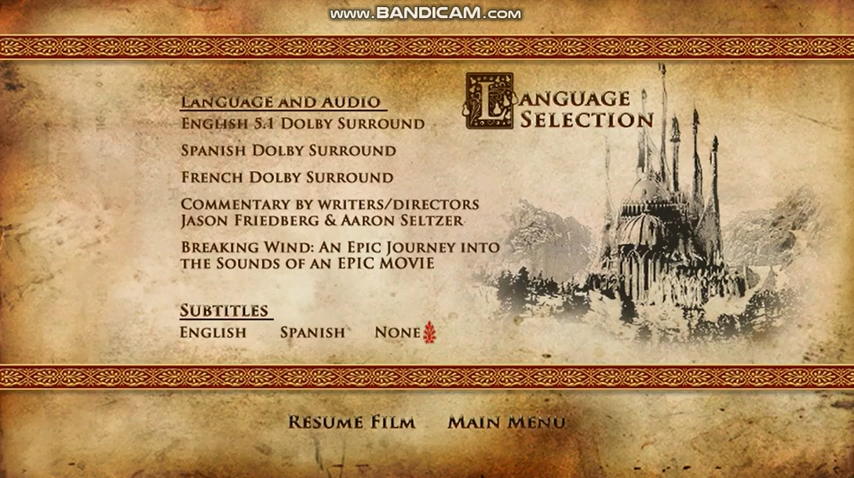 www.BANDICAM.com
Language Selection
Language and Audio
English 5.1 Dolby Surround
Spanish Dolby Surround
French Dolby Surround
Commentary by writers/directors
Jason Friedberg & Aaron Seltzer
Breaking Wind: An Epic Journey into
the Sounds of an EPIC MOVIE
Subtitles
English Spanish None
Resume Film Main Menu